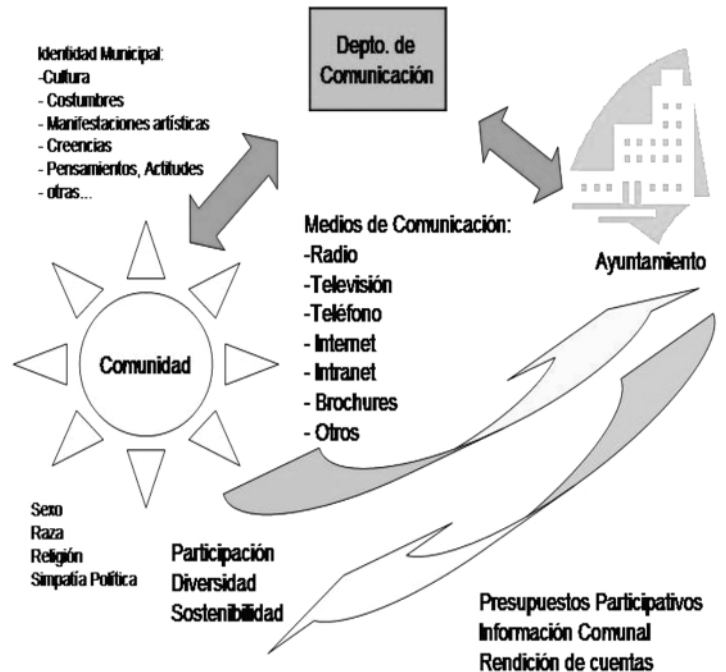 Depto. de
Comunicación
Identidad Municipal:
-Cultura
- Costumbres
- Manifestaciones artísticas
- Creencias
- Pensamientos, Actitudes
- otras...
Medios de Comunicación:
-Radio
-Televisión
-Teléfono
- Internet
- Intranet
- Brochures
- Otros
Ayuntamiento
Comunidad
Sexo
Raza
Religión
Simpatía Política
Participación
Diversidad
Sostenibilidad
Presupuestos Participativos
Información Comunal
Rendición de cuentas